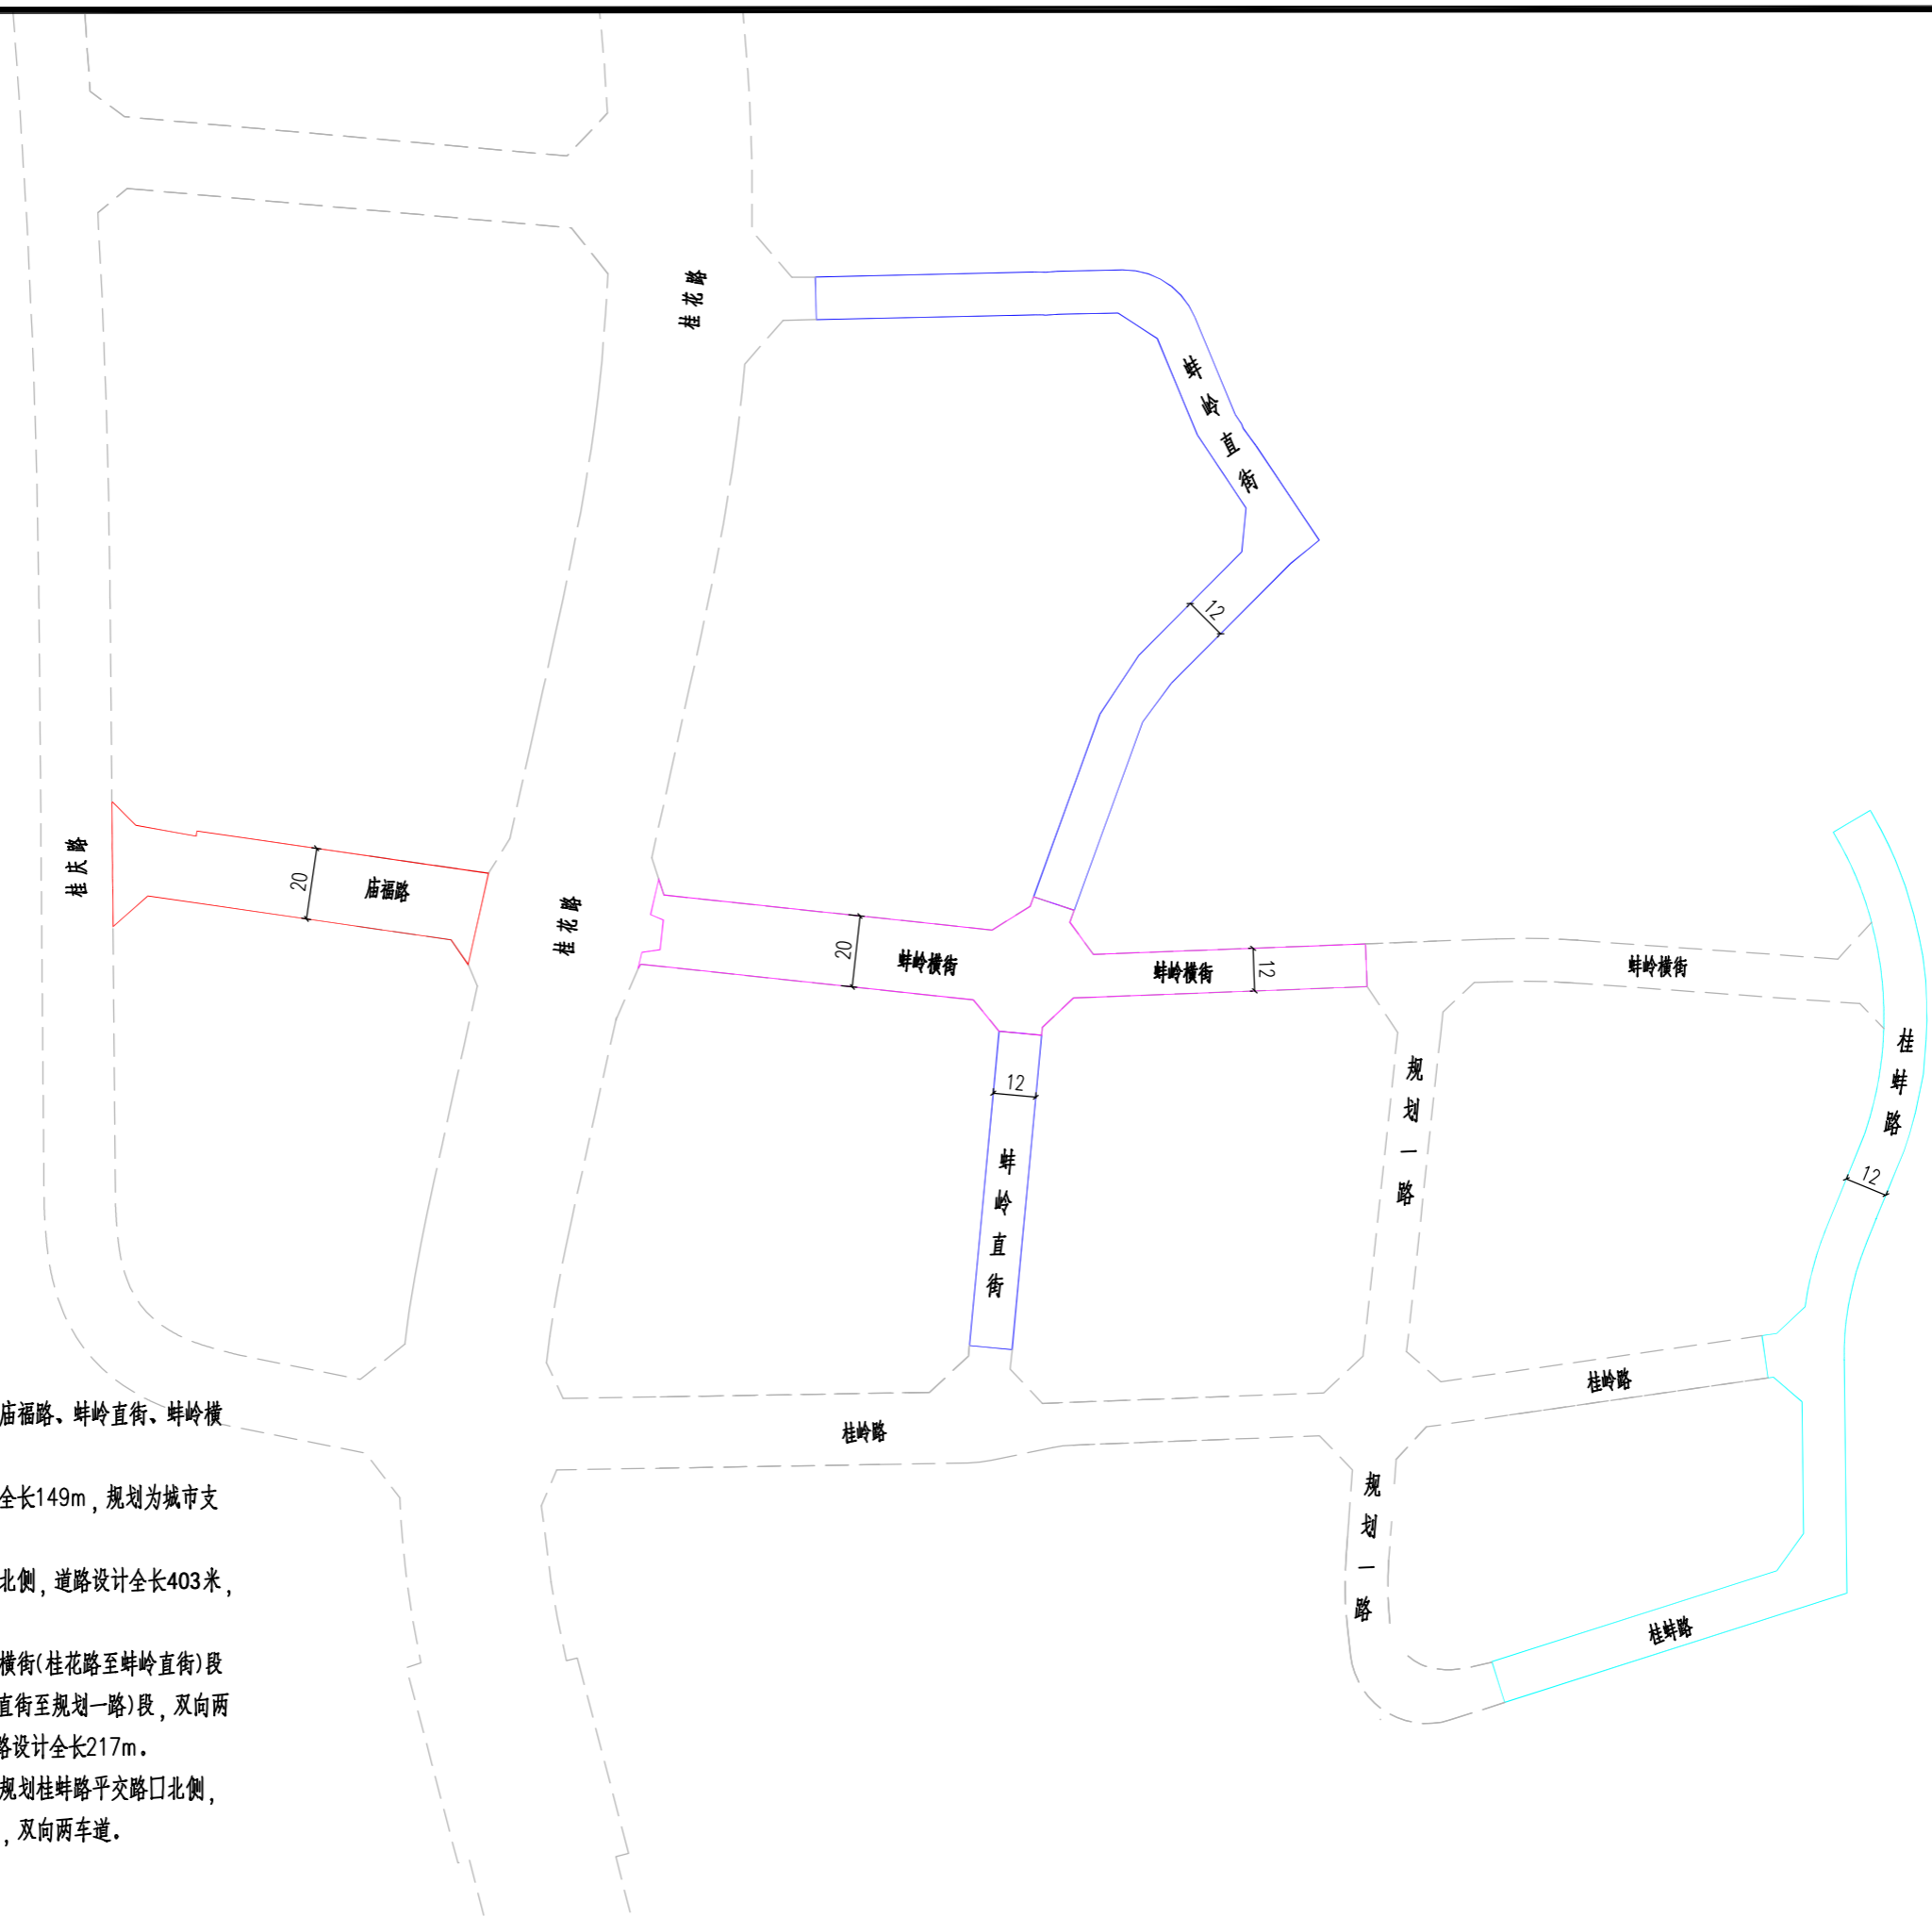 桂花路
蚌岭直街
12
桂庆路
20
庙福路
桂花路
20
蚌岭横街
蚌岭横街
12
蚌岭横街
桂蚌路
12
规划一路
12
蚌岭直街
桂岭路
桂岭路
规划一路
桂蚌路
庙福路、蚌岭直街、蚌岭横
全长149m，规划为城市支
北侧，道路设计全长403米，
横街(桂花路至蚌岭直街)段
直街至规划一路)段，双向两
路设计全长217m。
规划桂蚌路平交路口北侧，
，双向两车道。